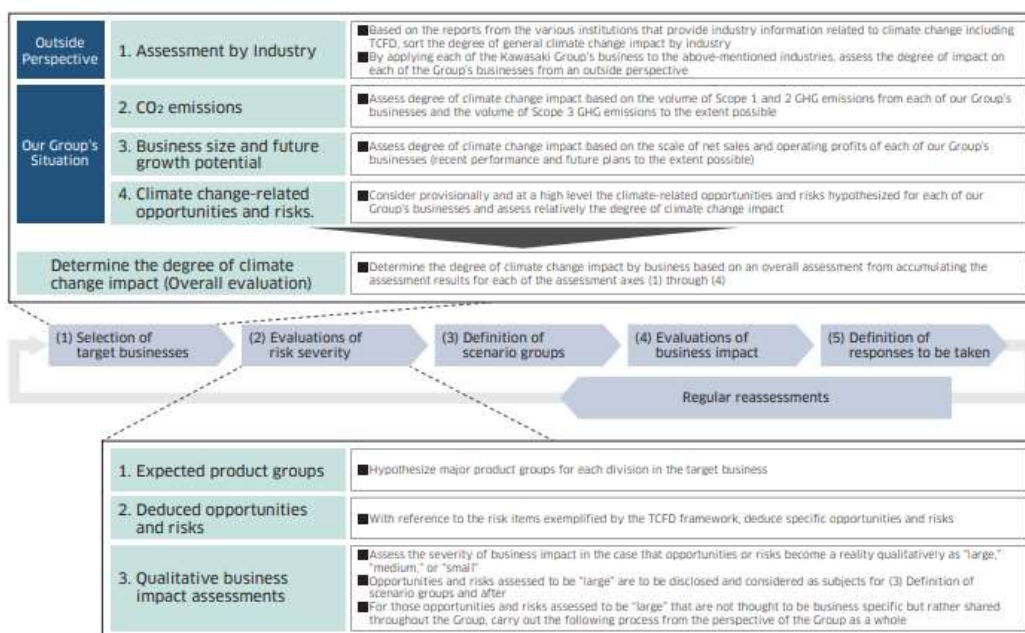 Outside
Perspective
1. Assessment by Industry
■Based on the reports from the various institutions that provide industry information related to climate change including
TCFD, sort the degree of general climate change impact by industry
■By applying each of the Kawasaki Group's business to the above-mentioned industries, assess the degree of impact on
each of the Group's businesses from an outside perspective
Our Group's
Situation
2. CO₂ emissions
■Assess degree of climate change impact based on the volume of Scope 1 and 2 GHG emissions from each of our Group's
businesses and the volume of Scope 3 GHG emissions to the extent possible
3. Business size and future
growth potential
■Assess degree of climate change impact based on the scale of net sales and operating profits of each of our Group's
businesses (recent performance and future plans to the extent possible)
4. Climate change-related
opportunities and risks.
■Consider provisionally and at a high level the climate-related opportunities and risks hypothesized for each of our
Group's businesses and assess relatively the degree of climate change impact
Determine the degree of climate
change impact (Overall evaluation)
■Determine the degree of climate change impact by business based on an overall assessment from accumulating the
assessment results for each of the assessment axes (1) through (4)
(1) Selection of
target businesses
(2) Evaluations of
risk severity
(3) Definition of
scenario groups
(4) Evaluations of
business impact
(5) Definition of
responses to be taken
Regular reassessments
1. Expected product groups
■Hypothesize major product groups for each division in the target business
2. Deduced opportunities
and risks
■With reference to the risk items exemplified by the TCFD framework, deduce specific opportunities and risks
3. Qualitative business
impact assessments
■Assess the severity of business impact in the case that opportunities or risks become a reality qualitatively as "large,"
"medium," or "small"
■Opportunities and risks assessed to be "large" are to be disclosed and considered as subjects for (3) Definition of
scenario groups and after
■For those opportunities and risks assessed to be "large" that are not thought to be business specific but rather shared
throughout the Group, carry out the following process from the perspective of the Group as a whole